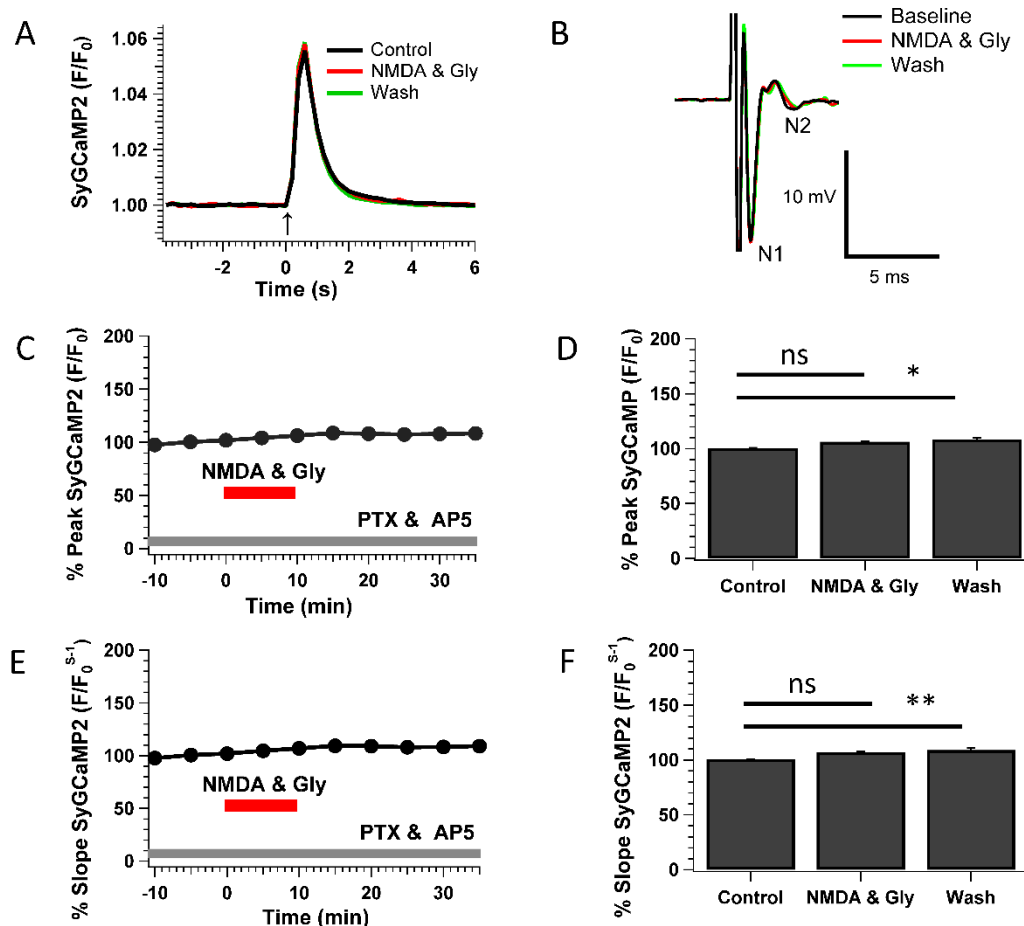 A
SyGCaMP2 (F/F0)
1.06
1.04
1.02
1.00
Control
NMDA & Gly
Wash
↑
-2 0 2 4 6
Time (s)
B
Baseline
NMDA & Gly
Wash
N2
N1
10 mV
5 ms
C
% Peak SyGCaMP2 (F/F0)
200
150
100
50
0
NMDA & Gly
PTX & AP5
-10 0 10 20 30
Time (min)
D
% Peak SyGCaMP (F/F0)
200
150
100
50
0
ns
*
Control NMDA & Gly Wash
E
% Slope SyGCaMP2 (F/F0 S-1)
200
150
100
50
0
NMDA & Gly
PTX & AP5
-10 0 10 20 30
Time (min)
F
% Slope SyGCaMP2 (F/F0 S-1)
200
150
100
50
0
ns
**
Control NMDA & Gly Wash